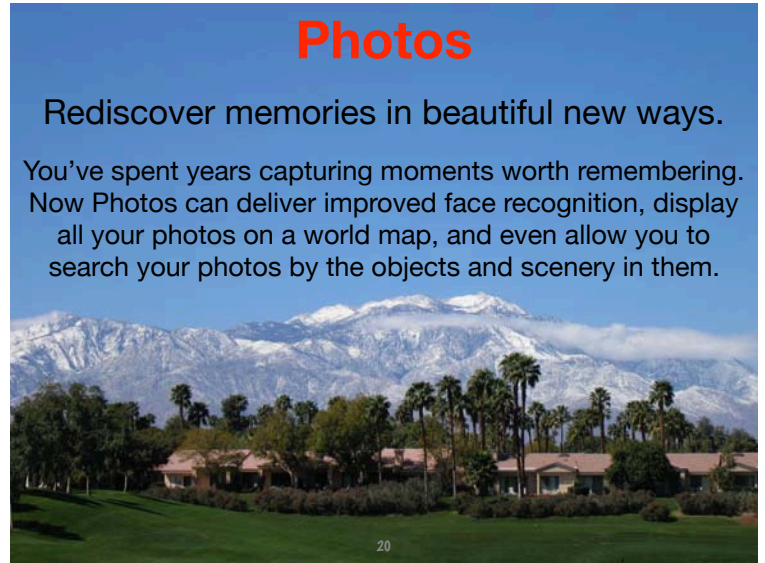 Photos
Rediscover memories in beautiful new ways.
You’ve spent years capturing moments worth remembering.
Now Photos can deliver improved face recognition, display
all your photos on a world map, and even allow you to
search your photos by the objects and scenery in them.
20